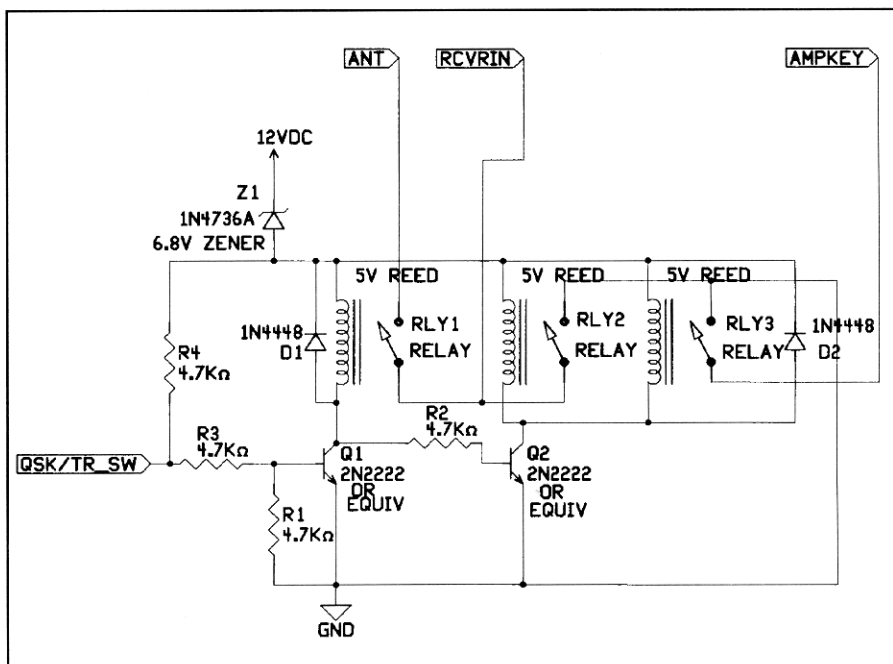 ANT
RCVRIN
AMPKEY
12VDC
Z1
1N4736A
6.8V ZENER
5V REED
5V REED
5V REED
1N4448
D1
RLY1
RELAY
RLY2
RELAY
RLY3
RELAY
1N4448
D2
R4
4.7KΩ
R3
4.7KΩ
R2
4.7KΩ
QSK/TR_SW
Q1
2N2222
OR
EQUIV
Q2
2N2222
OR
EQUIV
R1
4.7KΩ
GND